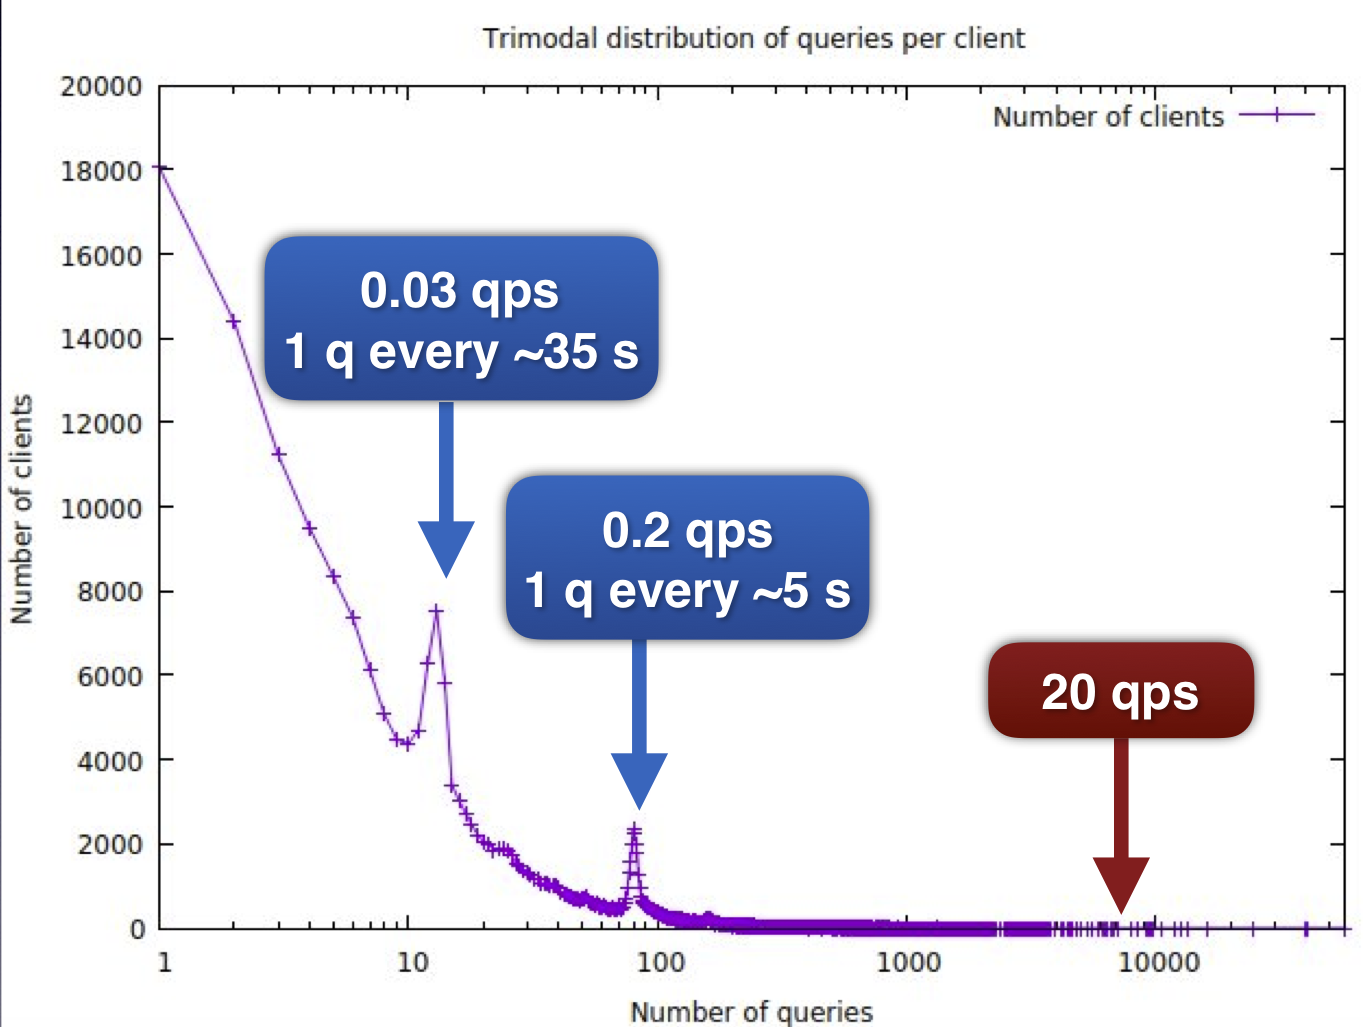 Trimodal distribution of queries per client
Number of clients
20000
18000
16000
14000
12000
10000
8000
6000
4000
2000
0
Number of clients
0.03 qps
1 q every ~35 s
0.2 qps
1 q every ~5 s
20 qps
1
10
100
1000
10000
Number of queries